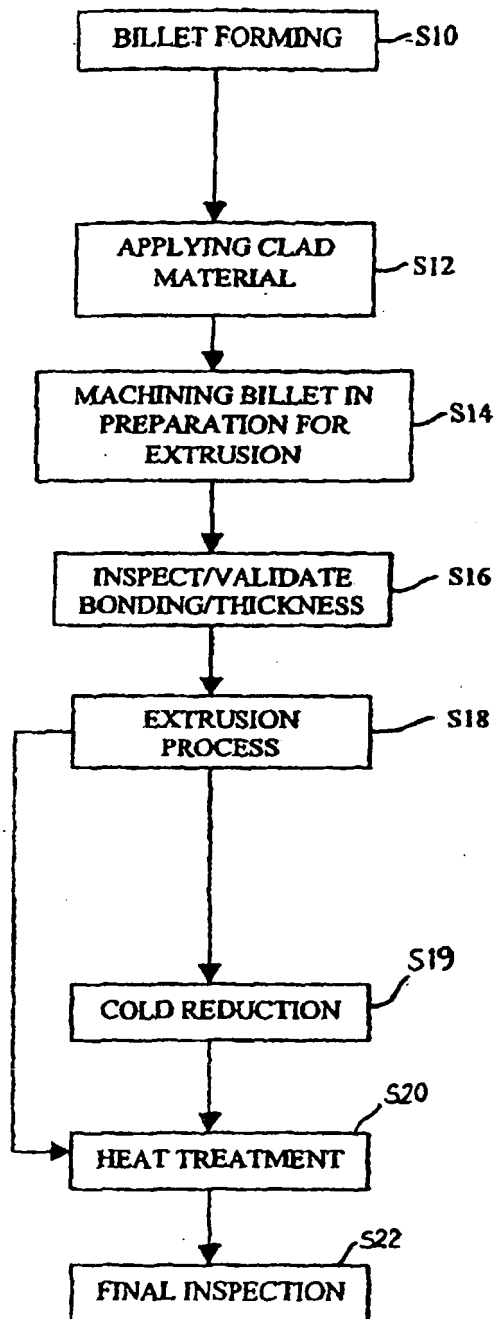 BILLET FORMING
S10
APPLYING CLAD
MATERIAL
S12
MACHINING BILLET IN
PREPARATION FOR
EXTRUSION
S14
INSPECT/VALIDATE
BONDING/THICKNESS
S16
EXTRUSION
PROCESS
S18
S19
COLD REDUCTION
S20
HEAT TREATMENT
S22
FINAL INSPECTION